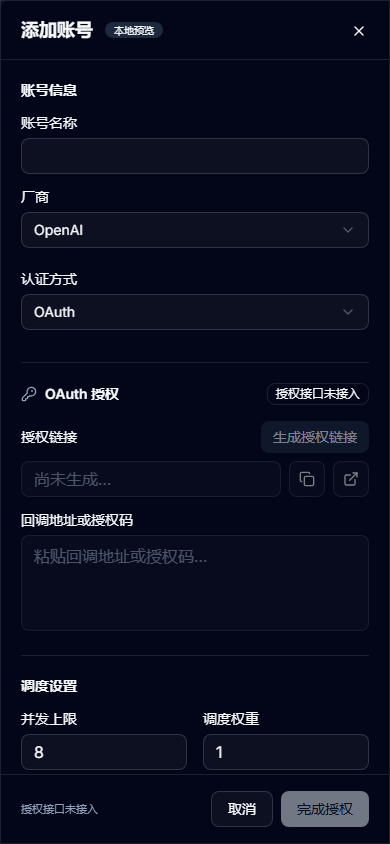 添加账号 本地预览
账号信息
账号名称
厂商
OpenAI
认证方式
OAuth
OAuth 授权 授权接口未接入
授权链接 生成授权链接
尚未生成...
回调地址或授权码
粘贴回调地址或授权码...
调度设置
并发上限 调度权重
8 1
授权接口未接入 取消 完成授权